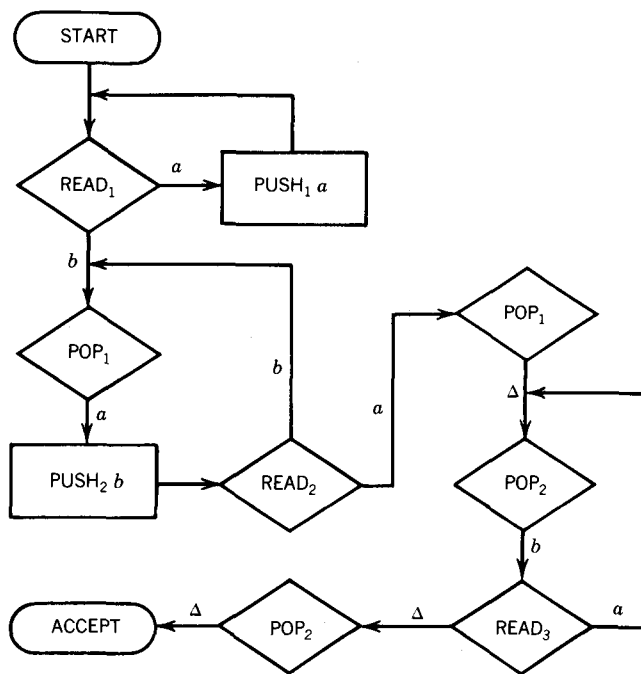 START
READ₁
a
PUSH₁ a
b
POP₁
a
PUSH₂ b
READ₂
b
a
POP₁
Δ
POP₂
b
READ₃
a
Δ
POP₂
Δ
ACCEPT